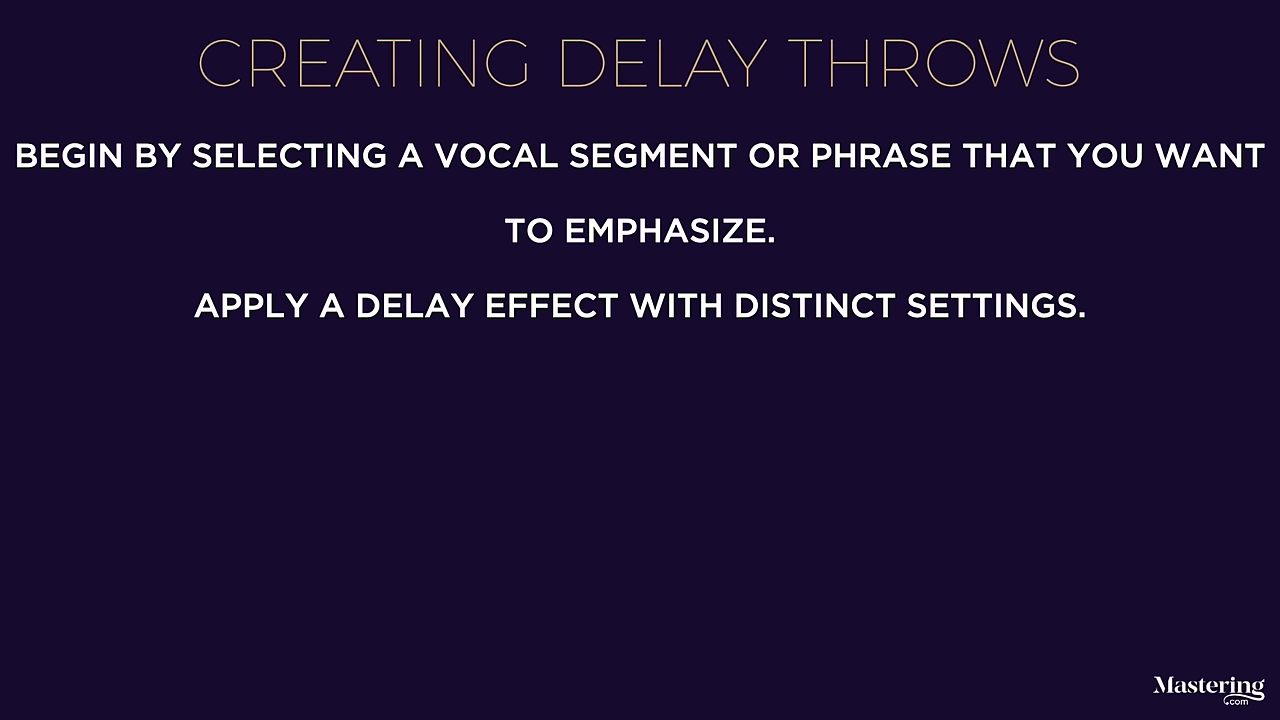 CREATING DELAY THROWS
BEGIN BY SELECTING A VOCAL SEGMENT OR PHRASE THAT YOU WANT
TO EMPHASIZE.
APPLY A DELAY EFFECT WITH DISTINCT SETTINGS.
Mastering
.com